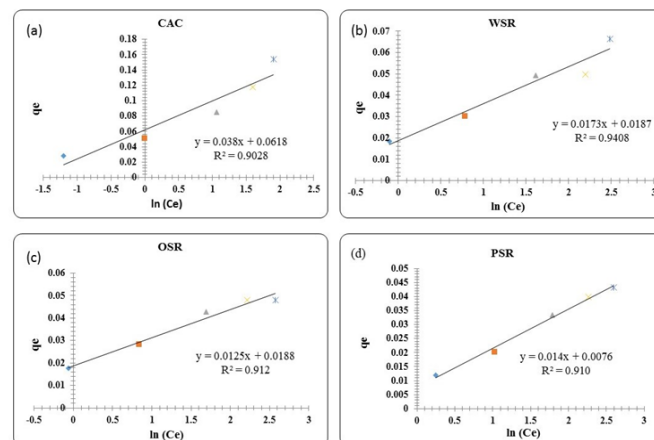 (a)
CAC
0.18
0.16
0.14
0.12
0.1
0.08
0.06
0.04
0.02
0
qe
y = 0.038x + 0.0618
R² = 0.9028
-1.5 -1 -0.5 0 0.5 1 1.5 2 2.5
ln (Ce)
(b)
WSR
0.07
0.06
0.05
0.04
0.03
0.02
0.01
0
qe
y = 0.0173x + 0.0187
R² = 0.9408
-0.5 0 0.5 1 1.5 2 2.5 3
ln (Ce)
(c)
OSR
0.06
0.05
0.04
0.03
0.02
0.01
0.00
qe
y = 0.0125x + 0.0188
R² = 0.912
-0.5 0 0.5 1 1.5 2 2.5 3
ln (Ce)
(d)
PSR
0.05
0.045
0.04
0.035
0.03
0.025
0.02
0.015
0.01
0.005
0
qe
y = 0.014x + 0.0076
R² = 0.910
0 0.5 1 1.5 2 2.5 3
ln (Ce)